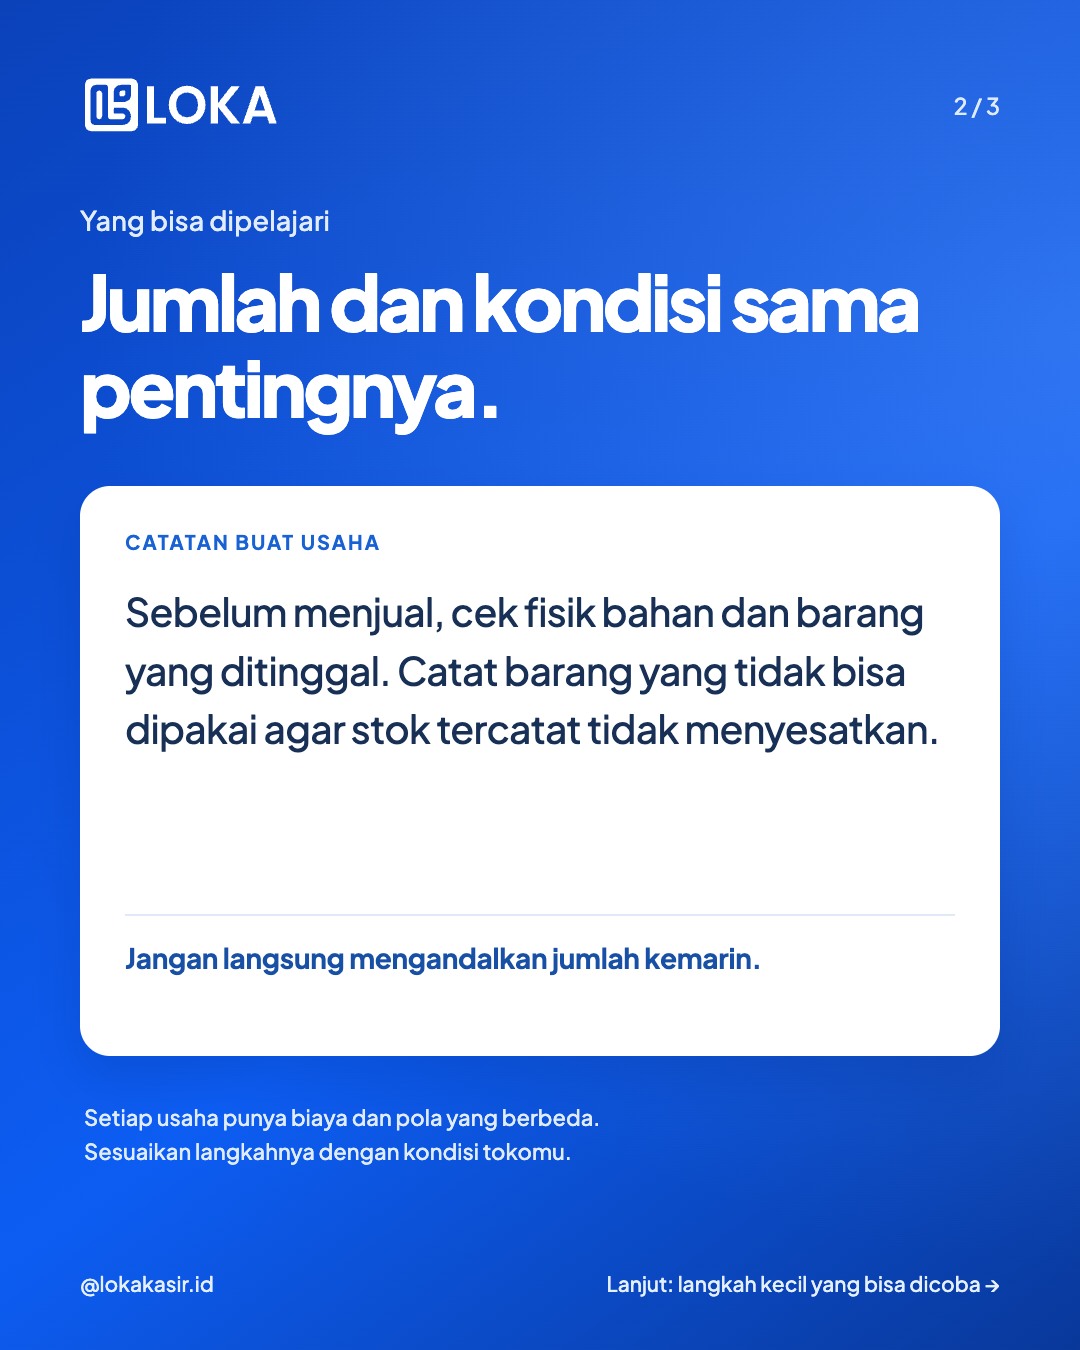 LOKA
2 / 3
Yang bisa dipelajari
Jumlah dan kondisi sama
pentingnya.
CATATAN BUAT USAHA
Sebelum menjual, cek fisik bahan dan barang
yang ditinggal. Catat barang yang tidak bisa
dipakai agar stok tercatat tidak menyesatkan.
Jangan langsung mengandalkan jumlah kemarin.
Setiap usaha punya biaya dan pola yang berbeda.
Sesuaikan langkahnya dengan kondisi tokomu.
@lokakasir.id
Lanjut: langkah kecil yang bisa dicoba →